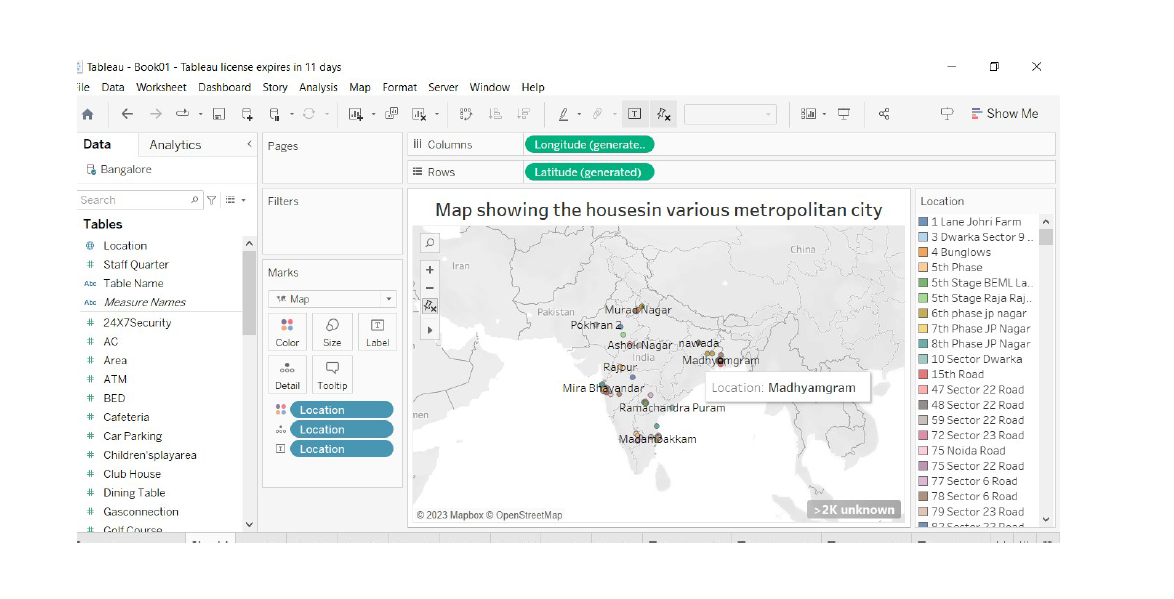 Tableau - Book01 - Tableau license expires in 11 days
ile Data Worksheet Dashboard Story Analysis Map Format Server Window Help
Show Me
Data Analytics
Bangalore
Search
Tables
Location
Staff Quarter
Abc Table Name
Abc Measure Names
24X7Security
AC
Area
ATM
BED
Cafeteria
Car Parking
Children'splayarea
Club House
Dining Table
Gasconnection
Golf Course
Pages
Filters
Marks
Map
Color Size Label
Detail Tooltip
Location
Location
Location
Columns Longitude (generate..
Rows Latitude (generated)
Map showing the housesin various metropolitan city
Iran
China
Pakistan
Murad Nagar
Pokhran 2
Ashok Nagar
nawada
India
Madhyamgram
Rajpur
Location: Madhyamgram
Mira Bhayandar
Ramachandra Puram
men
Madambakkam
© 2023 Mapbox © OpenStreetMap
>2K unknown
Location
1 Lane Johri Farm
3 Dwarka Sector 9 ..
4 Bunglows
5th Phase
5th Stage BEML La..
5th Stage Raja Raj..
6th phase jp nagar
7th Phase JP Nagar
8th Phase JP Nagar
10 Sector Dwarka
15th Road
47 Sector 22 Road
48 Sector 22 Road
59 Sector 22 Road
72 Sector 23 Road
75 Noida Road
75 Sector 22 Road
77 Sector 6 Road
78 Sector 6 Road
79 Sector 23 Road